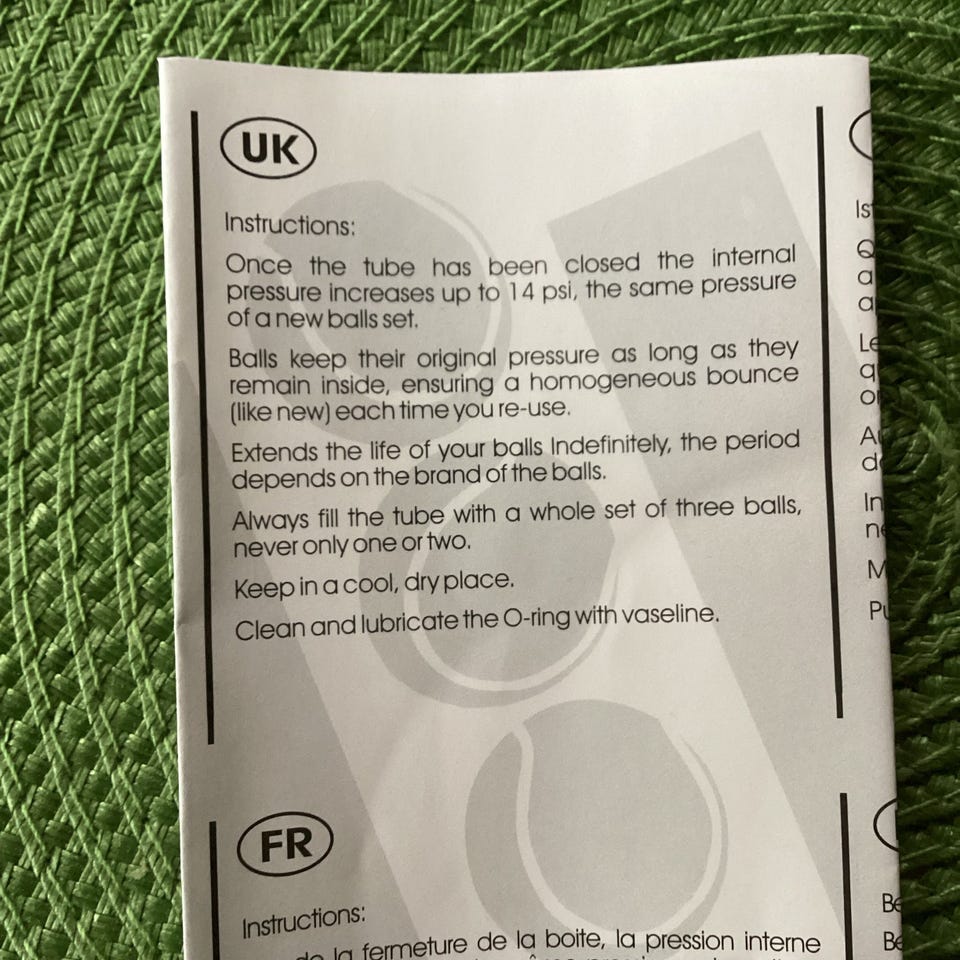 UK
Instructions:
Once the tube has been closed the internal
pressure increases up to 14 psi, the same pressure
of a new balls set.
Balls keep their original pressure as long as they
remain inside, ensuring a homogeneous bounce
(like new) each time you re-use.
Extends the life of your balls Indefinitely, the period
depends on the brand of the balls.
Always fill the tube with a whole set of three balls,
never only one or two.
Keep in a cool, dry place.
Clean and lubricate the O-ring with vaseline.
FR
Instructions:
la fermeture de la boite, la pression interne